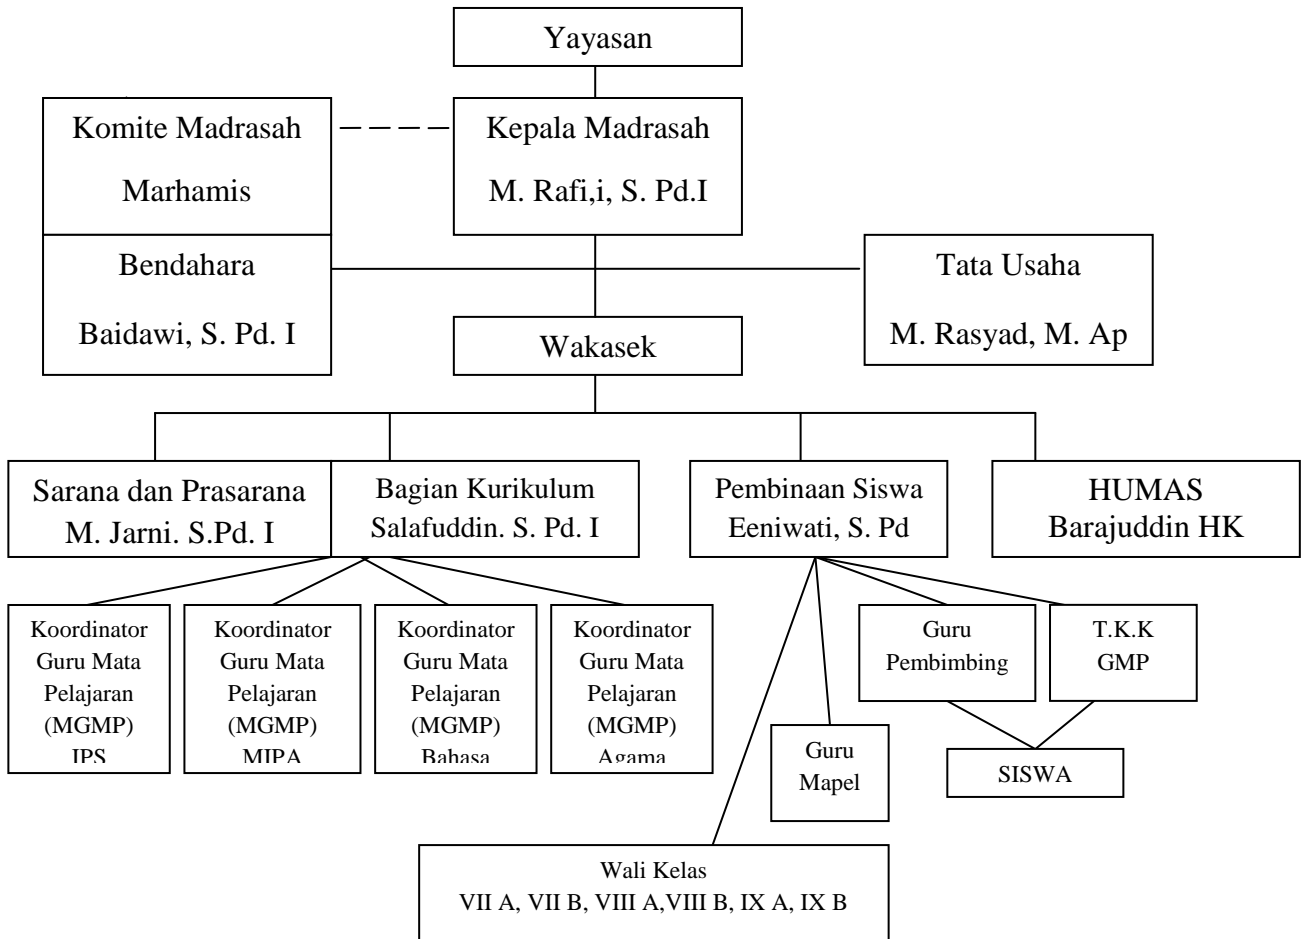 Yayasan
Komite Madrasah
Marhamis
Kepala Madrasah
M. Rafi,i, S. Pd.I
Bendahara
Baidawi, S. Pd. I
Tata Usaha
M. Rasyad, M. Ap
Wakasek
Sarana dan Prasarana
M. Jarni. S.Pd. I
Bagian Kurikulum
Salafuddin. S. Pd. I
Pembinaan Siswa
Eeniwati, S. Pd
HUMAS
Barajuddin HK
Koordinator
Guru Mata
Pelajaran
(MGMP)
IPS
Koordinator
Guru Mata
Pelajaran
(MGMP)
MIPA
Koordinator
Guru Mata
Pelajaran
(MGMP)
Bahasa
Koordinator
Guru Mata
Pelajaran
(MGMP)
Agama
Guru
Pembimbing
T.K.K
GMP
Guru
Mapel
SISWA
Wali Kelas
VII A, VII B, VIII A,VIII B, IX A, IX B